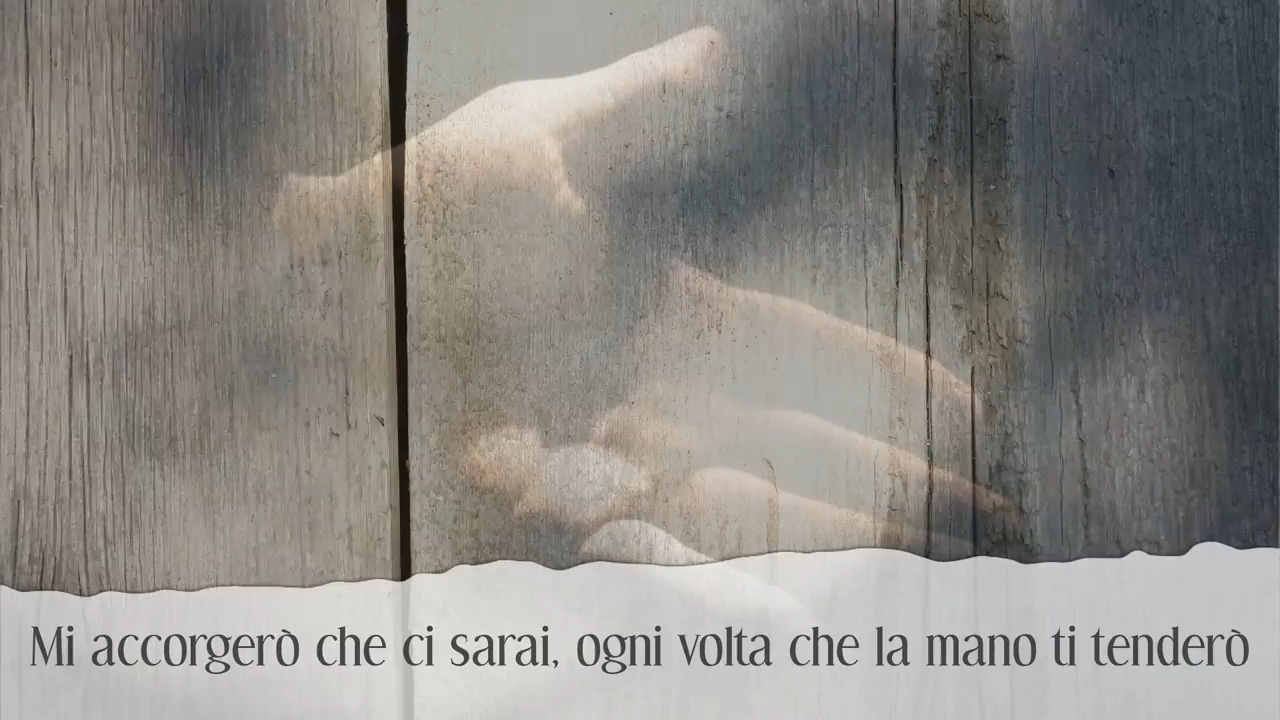 Mi accorgerò che ci sarai, ogni volta che la mano ti tenderò